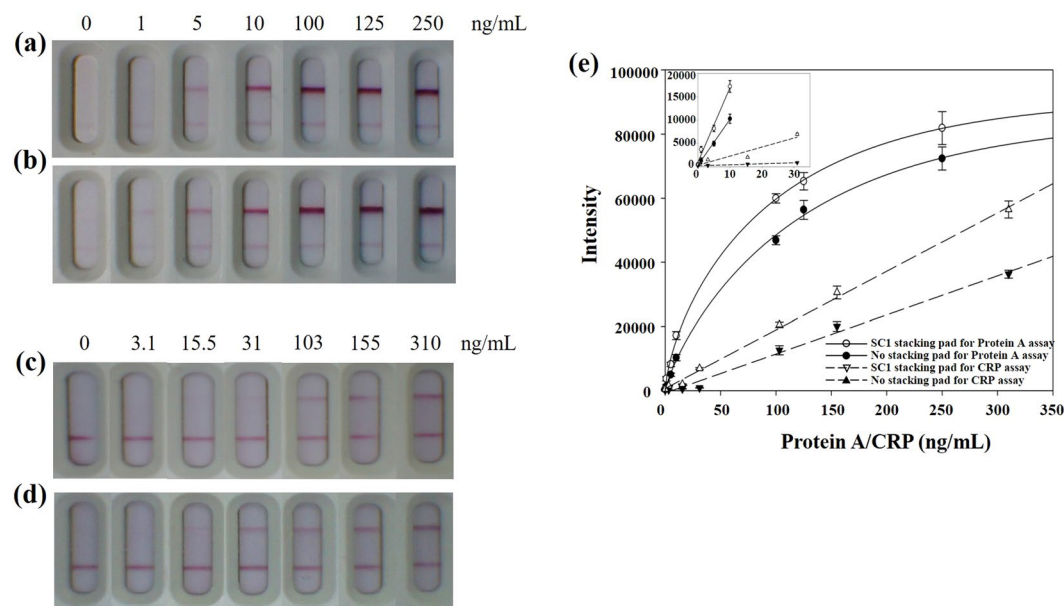 0 1 5 10 100 125 250 ng/mL
(a)
(b)
0 3.1 15.5 31 103 155 310 ng/mL
(c)
(d)
(e)
100000
80000
60000
40000
20000
0
Intensity
20000
15000
10000
5000
0
0 10 20 30
SC1 stacking pad for Protein A assay
No stacking pad for Protein A assay
SC1 stacking pad for CRP assay
No stacking pad for CRP assay
0 100 150 200 250 300 350
Protein A/CRP (ng/mL)